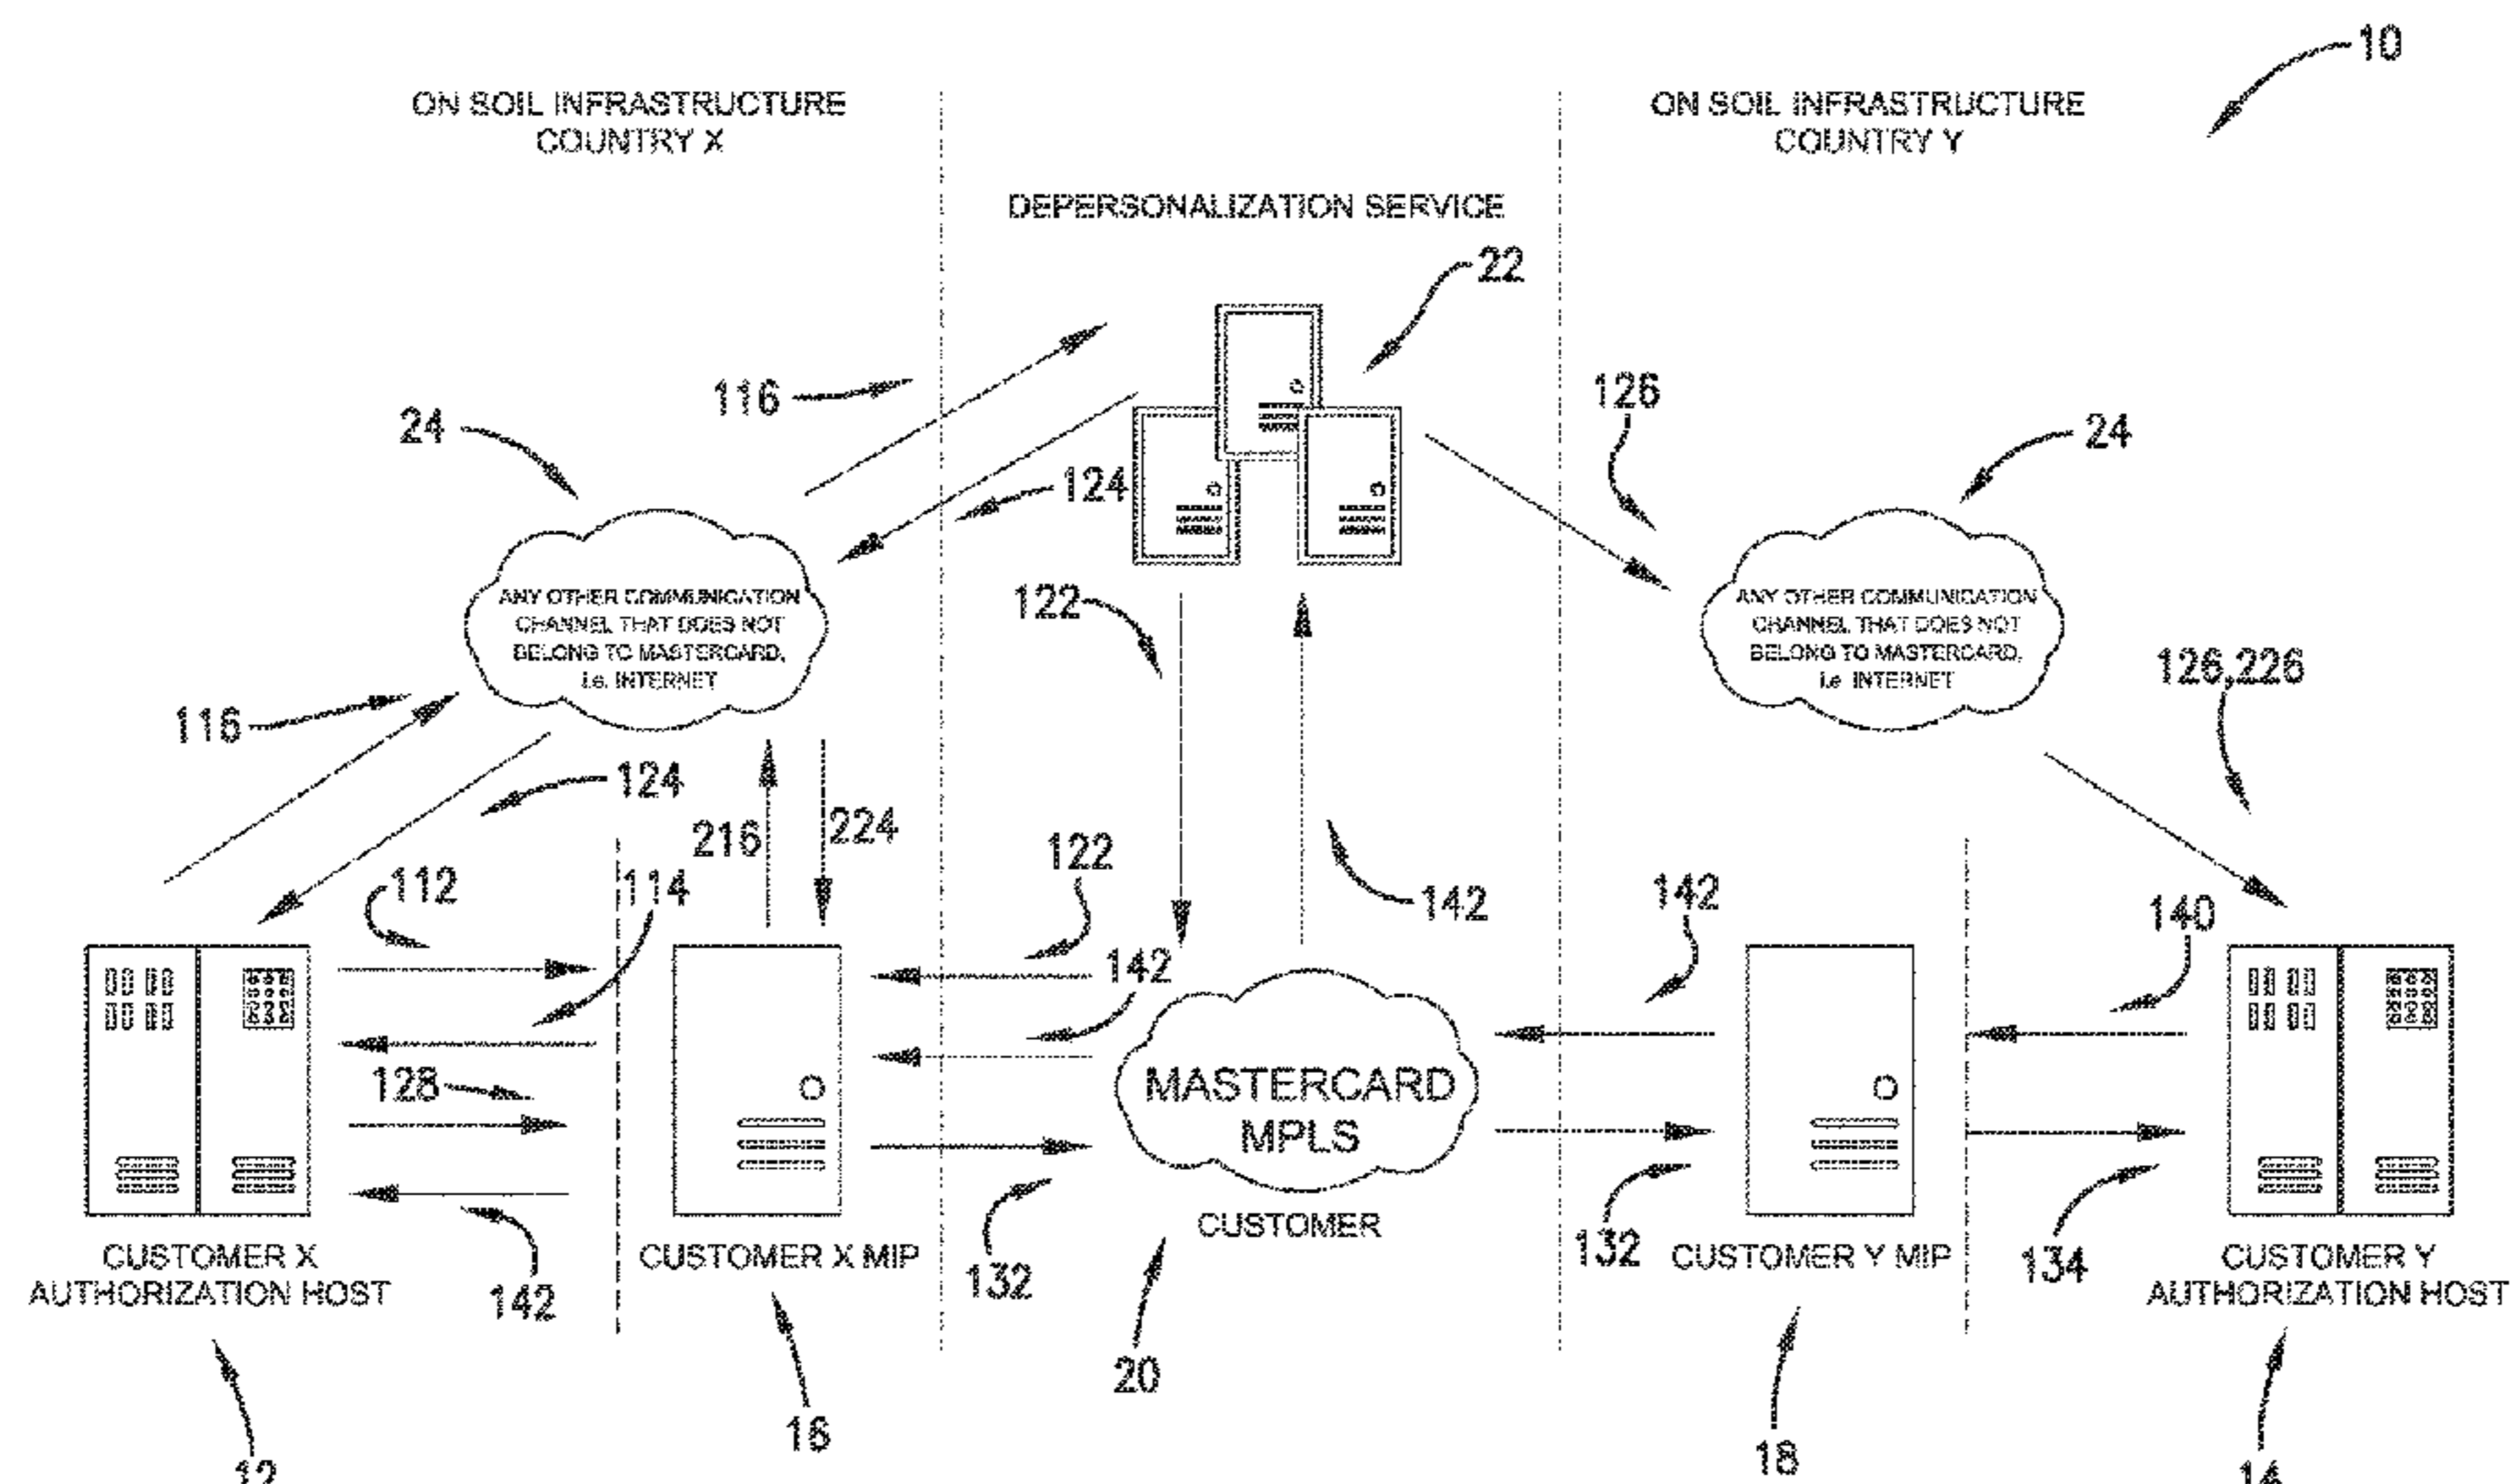 10
ON SOIL INFRASTRUCTURE
COUNTRY X
ON SOIL INFRASTRUCTURE
COUNTRY Y
DEPERSONALIZATION SERVICE
22
116
126
24
24
124
ANY OTHER COMMUNICATION
CHANNEL THAT DOES NOT
BELONG TO MASTERCARD,
i.e. INTERNET
122
ANY OTHER COMMUNICATION
CHANNEL THAT DOES NOT
BELONG TO MASTERCARD,
i.e. INTERNET
126,226
116
124
216
224
122
112
114
142
142
140
142
128
MASTERCARD
MPLS
CUSTOMER
CUSTOMER X
AUTHORIZATION HOST
142
CUSTOMER X MIP
132
132
CUSTOMER Y MIP
134
CUSTOMER Y
AUTHORIZATION HOST
20
16
18
12
14